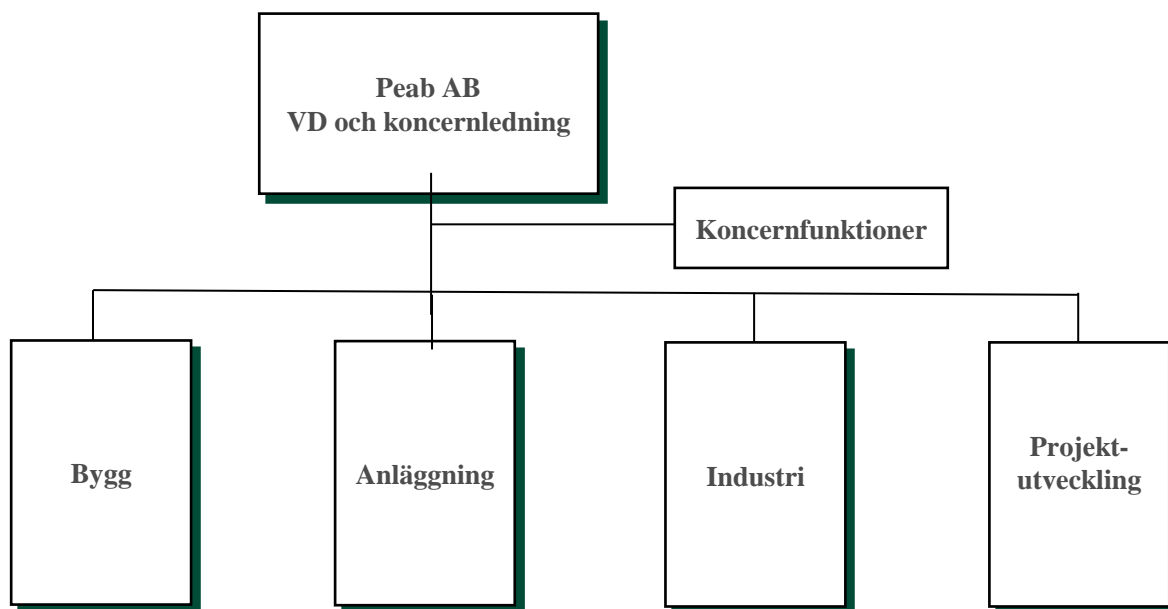 Peab AB
VD och koncernledning
Koncernfunktioner
Bygg
Anläggning
Industri
Projekt-
utveckling